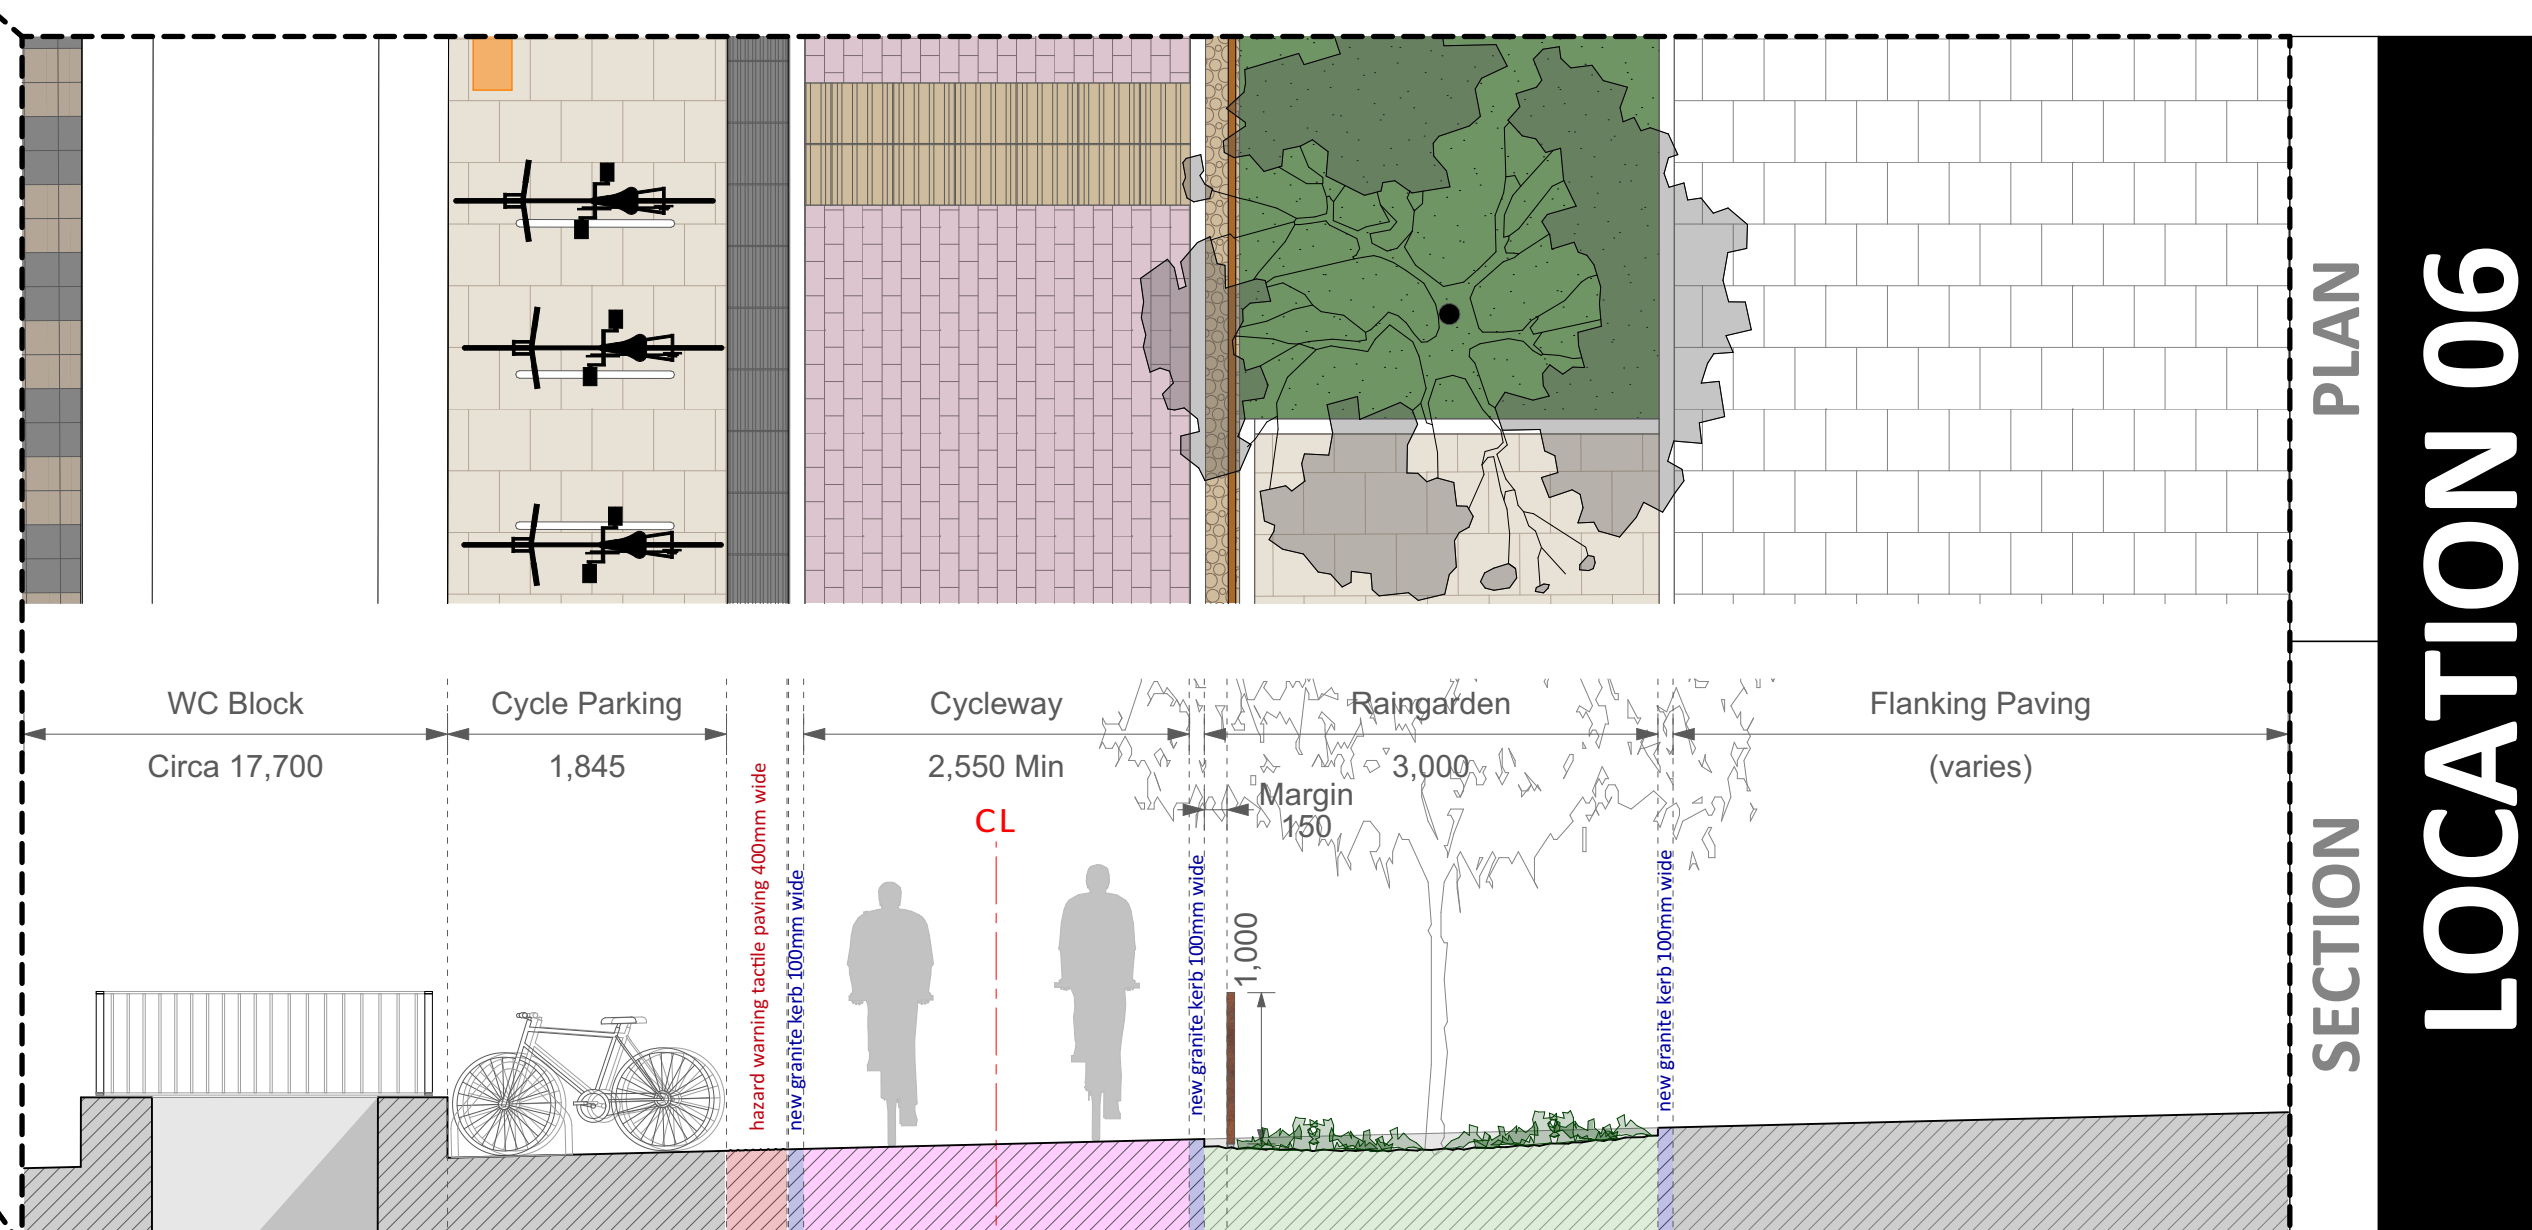 PLAN
LOCATION 06
SECTION
WC Block
Circa 17,700
Cycle Parking
1,845
hazard warning tactile paving 400mm wide
new granite kerb 100mm wide
Cycleway
2,550 Min
CL
new granite kerb 100mm wide
Raingarden
3,000
Margin
150
1,000
new granite kerb 100mm wide
Flanking Paving
(varies)